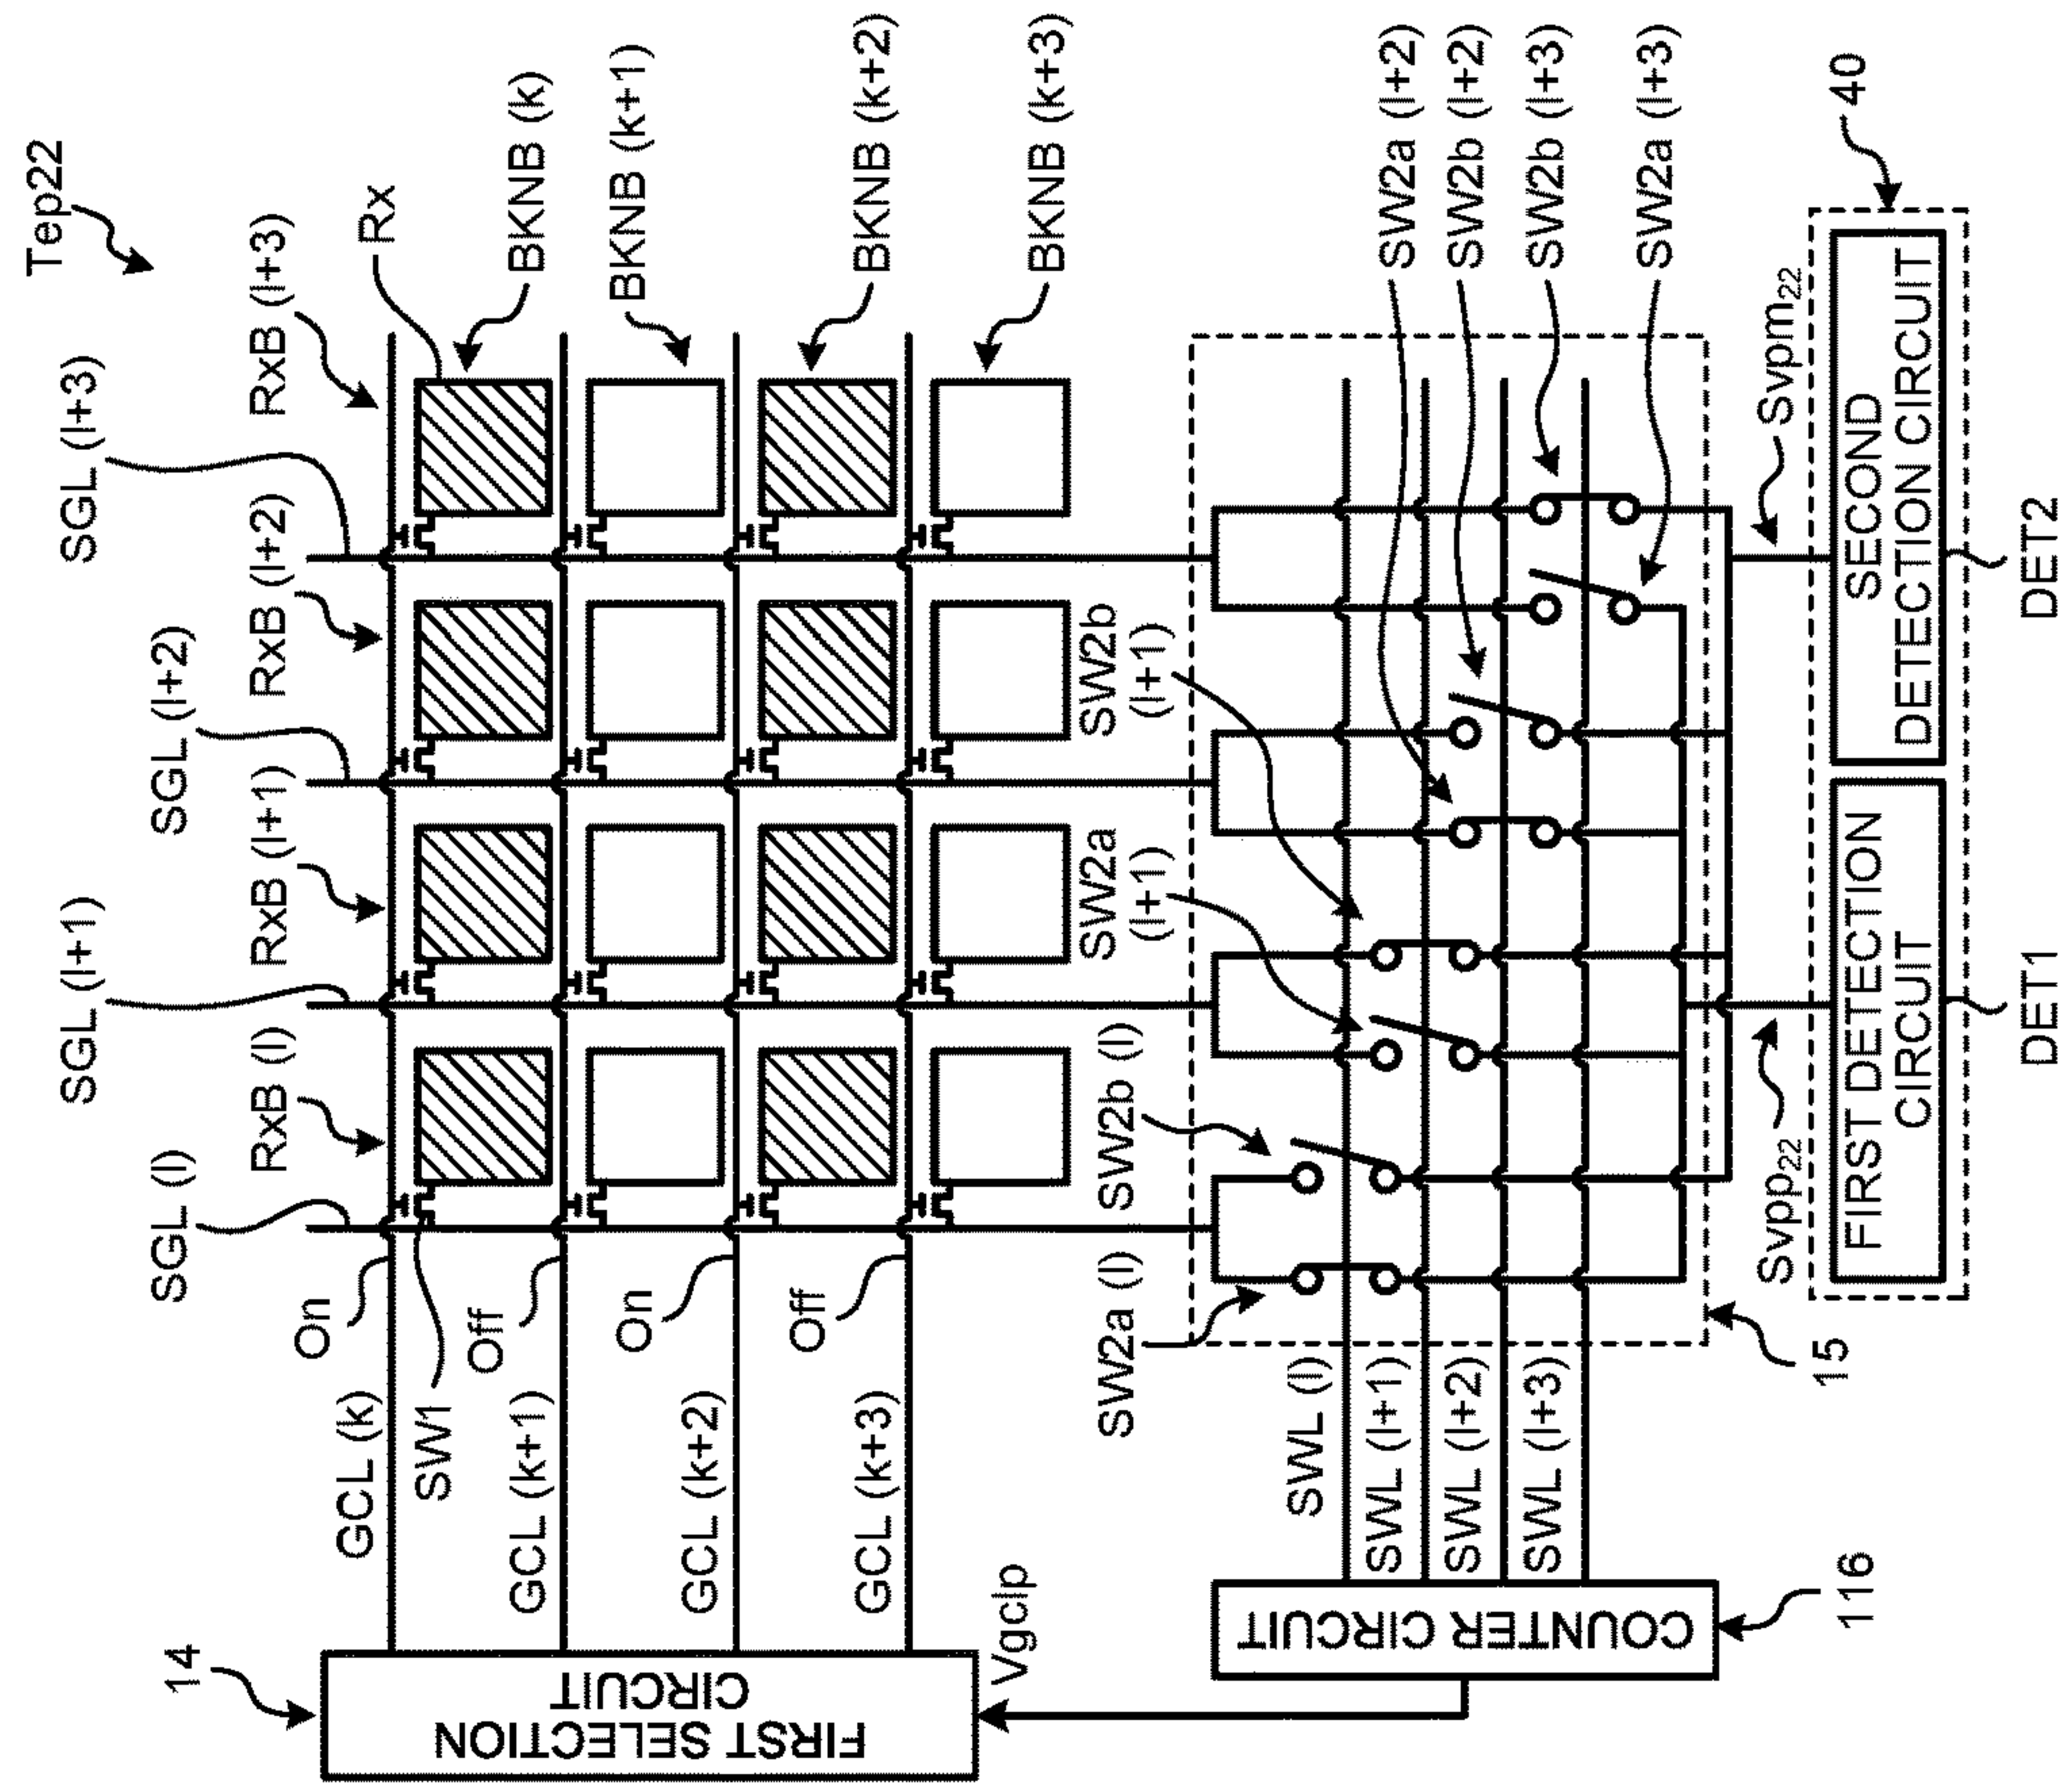 Tep22
SGL (l+3)
RxB (l+3)
Rx
BKNB (k)
BKNB (k+1)
BKNB (k+2)
BKNB (k+3)
SGL (l+2)
RxB (l+2)
SGL (l+1)
RxB (l+1)
SGL (l)
RxB (l)
On
Off
On
Off
GCL (k)
SW1
GCL (k+1)
GCL (k+2)
GCL (k+3)
14
FIRST SELECTION
CIRCUIT
Vgclp
SW2a (l)
SW2b (l)
SW2a
(l+1)
SW2b
(l+1)
SW2a (l+2)
SW2b (l+2)
SW2b (l+3)
SW2a (l+3)
SWL (l)
SWL (l+1)
SWL (l+2)
SWL (l+3)
COUNTER CIRCUIT
116
15
Svpp22
Svpm22
40
FIRST DETECTION
CIRCUIT
SECOND
DETECTION CIRCUIT
DET1
DET2